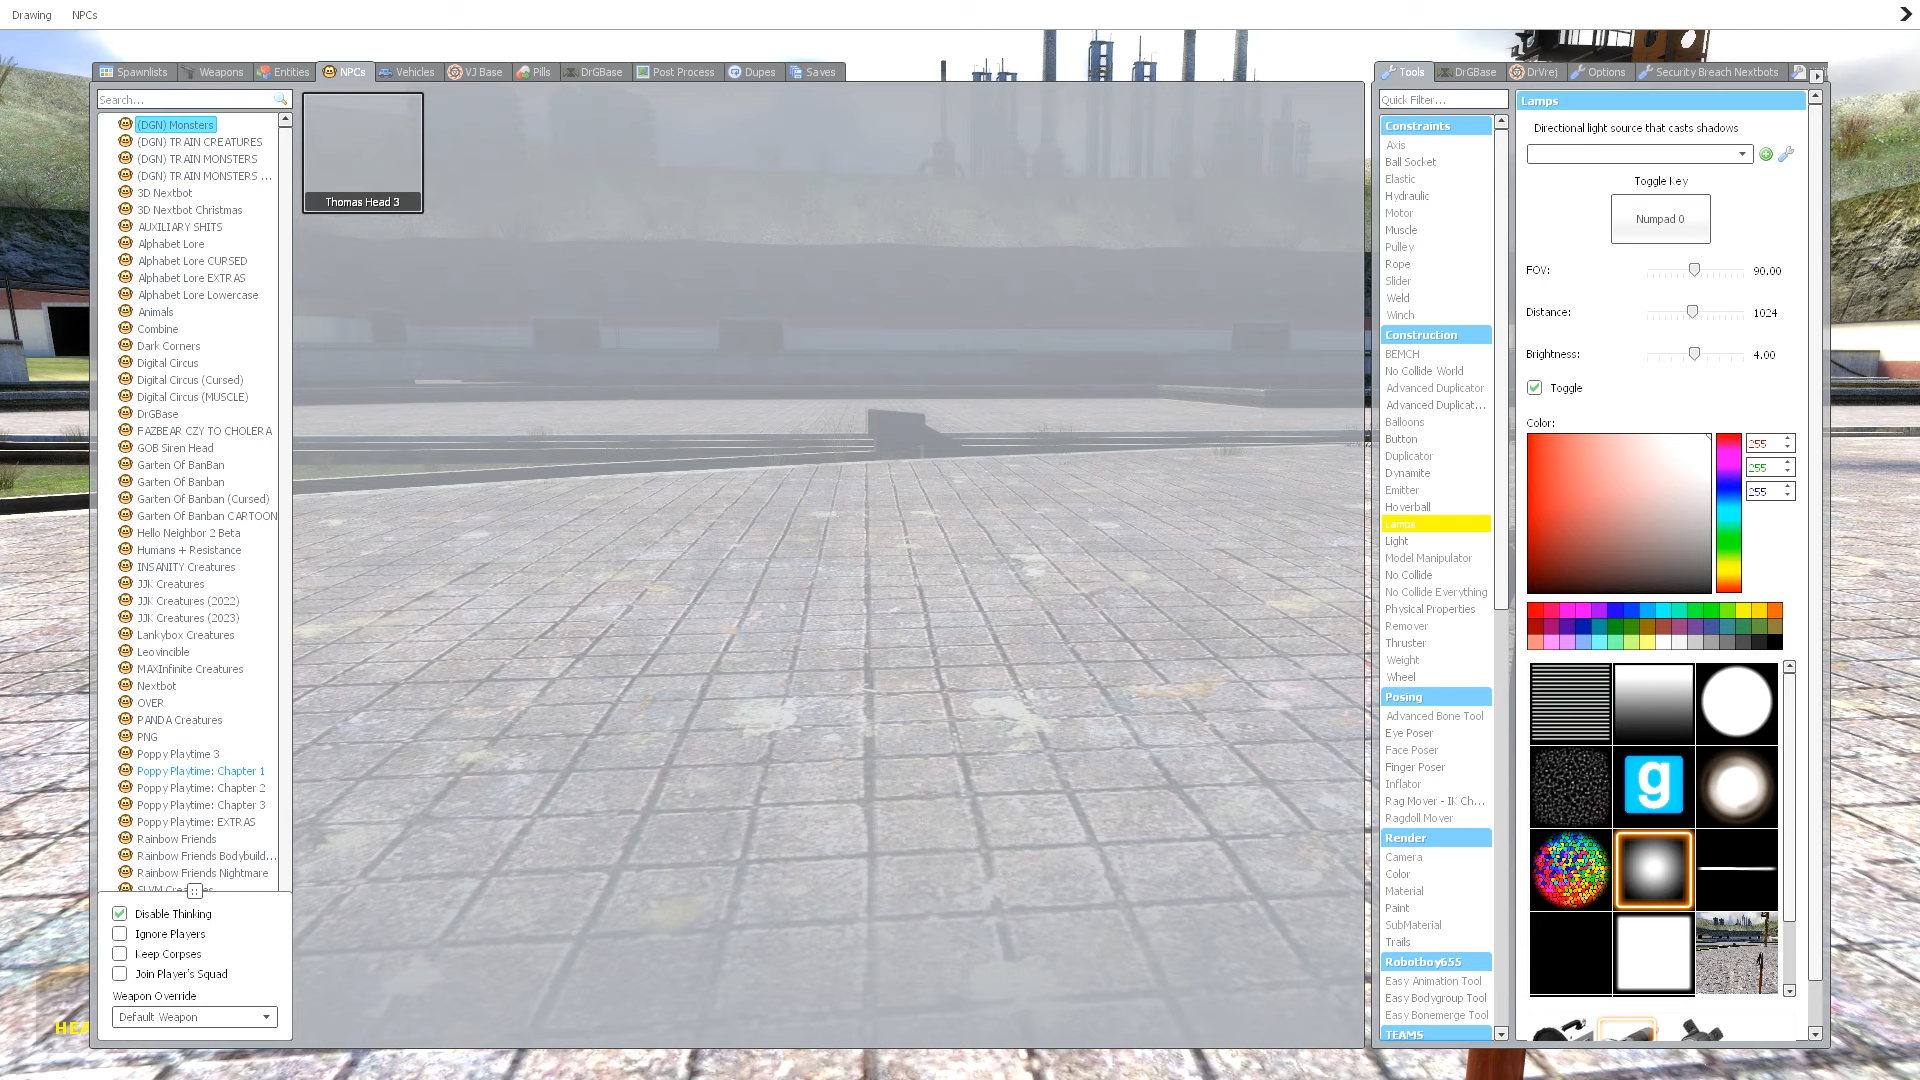 Drawing NPCs
Spawnlists Weapons Entities NPCs Vehicles VJ Base Pills DrGBase Post Process Dupes Saves
Search...
(DGN) Monsters
(DGN) TRAIN CREATURES
(DGN) TRAIN MONSTERS
(DGN) TRAIN MONSTERS ...
3D Nextbot
3D Nextbot Christmas
AUXILIARY SHITS
Alphabet Lore
Alphabet Lore CURSED
Alphabet Lore EXTRAS
Alphabet Lore Lowercase
Animals
Combine
Dark Corners
Digital Circus
Digital Circus (Cursed)
Digital Circus (MUSCLE)
DrGBase
FAZBEAR CZY TO CHOLERA
GOB Siren Head
Garten Of BanBan
Garten Of Banban
Garten Of Banban (Cursed)
Garten Of Banban CARTOON
Hello Neighbor 2 Beta
Humans + Resistance
INSANITY Creatures
JJK Creatures
JJK Creatures (2022)
JJK Creatures (2023)
Lankybox Creatures
Leovincible
MAXInfinite Creatures
Nextbot
OVER
PANDA Creatures
PNG
Poppy Playtime 3
Poppy Playtime: Chapter 1
Poppy Playtime: Chapter 2
Poppy Playtime: Chapter 3
Poppy Playtime: EXTRAS
Rainbow Friends
Rainbow Friends Bodybuild...
Rainbow Friends Nightmare
Disable Thinking
Ignore Players
Keep Corpses
Join Player's Squad
Weapon Override
Default Weapon
Thomas Head 3
Tools DrGBase DrVrej Options Security Breach Nextbots
Quick Filter...
Constraints
Axis
Ball Socket
Elastic
Hydraulic
Motor
Muscle
Pulley
Rope
Slider
Weld
Winch
Construction
BEMCH
No Collide World
Advanced Duplicator
Advanced Duplicat...
Balloons
Button
Duplicator
Dynamite
Emitter
Hoverball
Lamps
Light
Model Manipulator
No Collide
No Collide Everything
Physical Properties
Remover
Thruster
Weight
Wheel
Posing
Advanced Bone Tool
Eye Poser
Face Poser
Finger Poser
Inflator
Rag Mover - IK Ch...
Ragdoll Mover
Render
Camera
Color
Material
Paint
SubMaterial
Trails
Robotboy655
Easy Animation Tool
Easy Bodygroup Tool
Easy Bonemerge Tool
TEAMS
Lamps
Directional light source that casts shadows
Toggle Key
Numpad 0
FOV: 90.00
Distance: 1024
Brightness: 4.00
Toggle
Color:
255
255
255
g